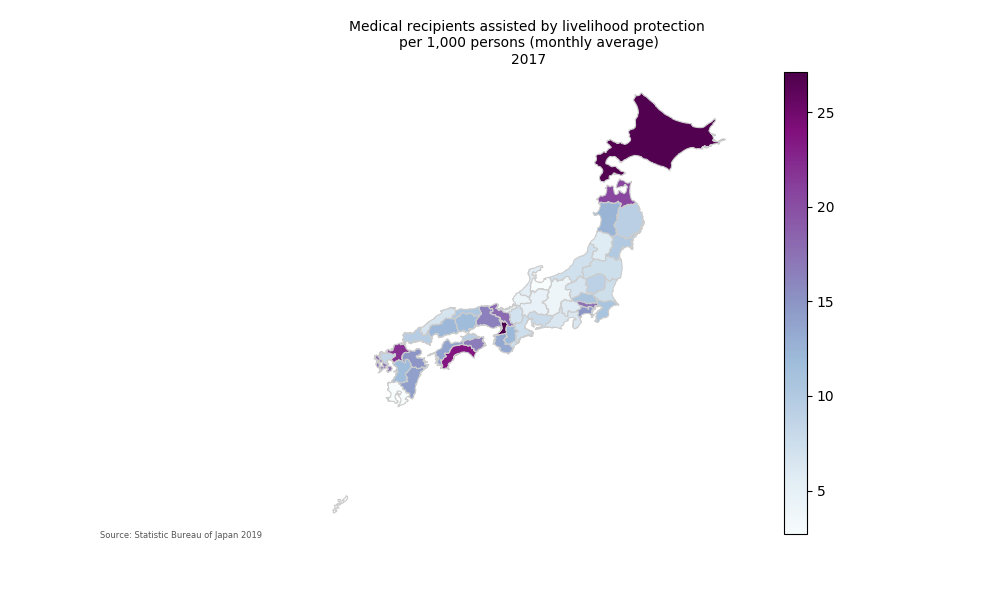 Medical recipients assisted by livelihood protection
per 1,000 persons (monthly average)
2017
25
20
15
10
5
Source: Statistic Bureau of Japan 2019